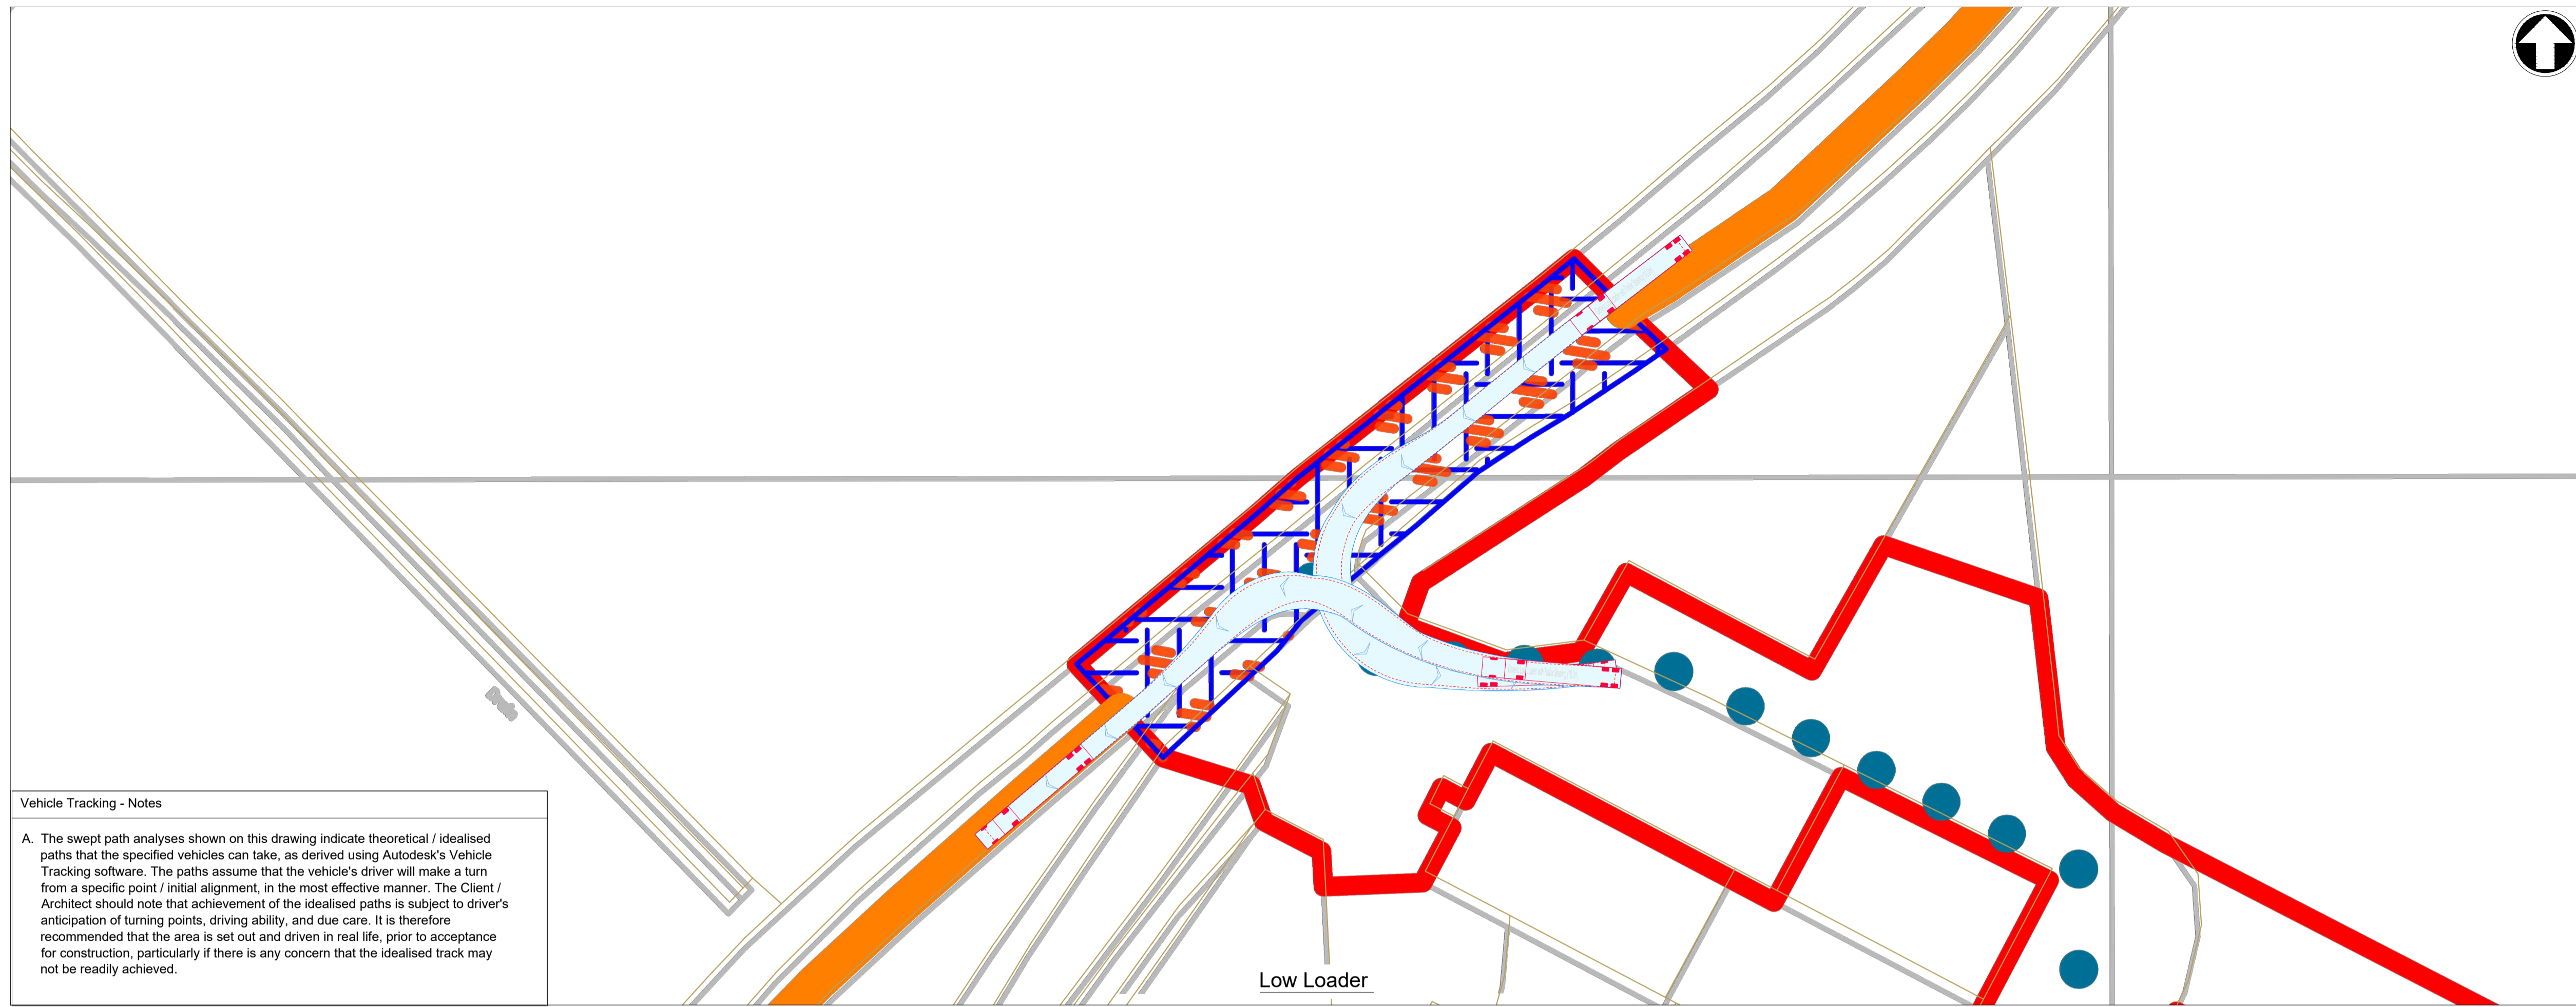 Vehicle Tracking - Notes
A. The swept path analyses shown on this drawing indicate theoretical / idealised
paths that the specified vehicles can take, as derived using Autodesk's Vehicle
Tracking software. The paths assume that the vehicle's driver will make a turn
from a specific point / initial alignment, in the most effective manner. The Client /
Architect should note that achievement of the idealised paths is subject to driver's
anticipation of turning points, driving ability, and due care. It is therefore
recommended that the area is set out and driven in real life, prior to acceptance
for construction, particularly if there is any concern that the idealised track may
not be readily achieved.
Low Loader